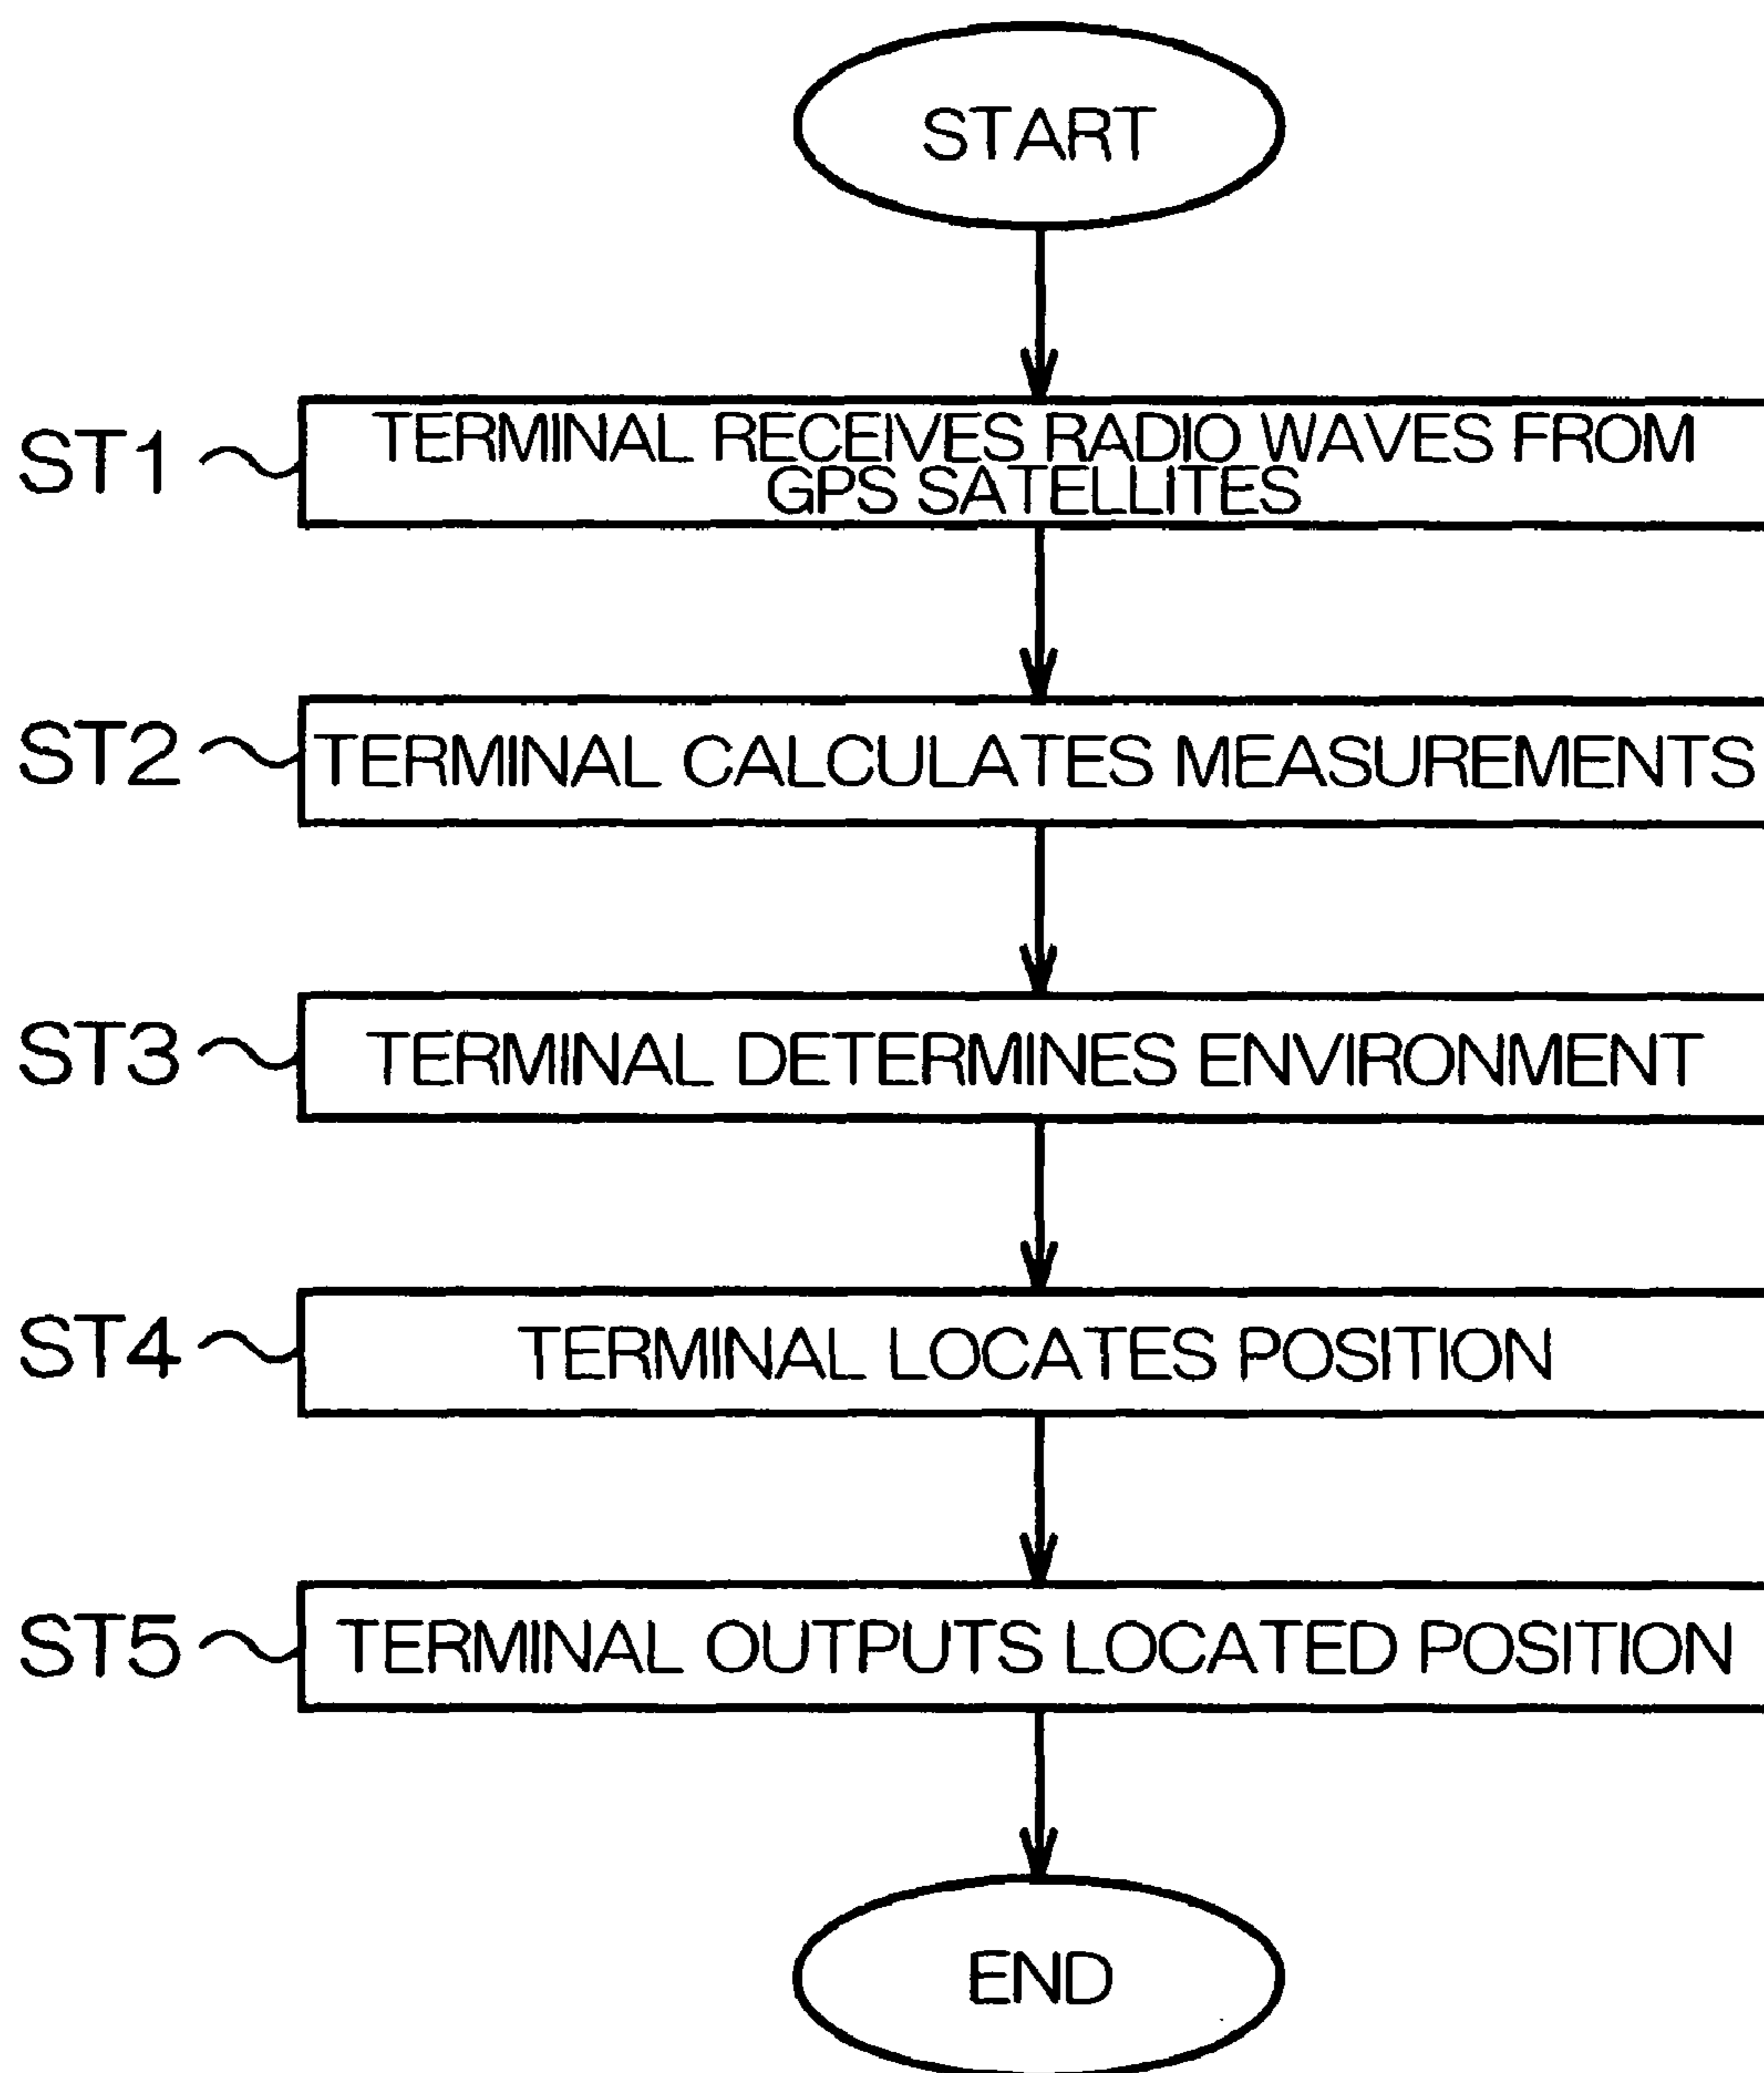 START
ST1
TERMINAL RECEIVES RADIO WAVES FROM
GPS SATELLITES
ST2
TERMINAL CALCULATES MEASUREMENTS
ST3
TERMINAL DETERMINES ENVIRONMENT
ST4
TERMINAL LOCATES POSITION
ST5
TERMINAL OUTPUTS LOCATED POSITION
END